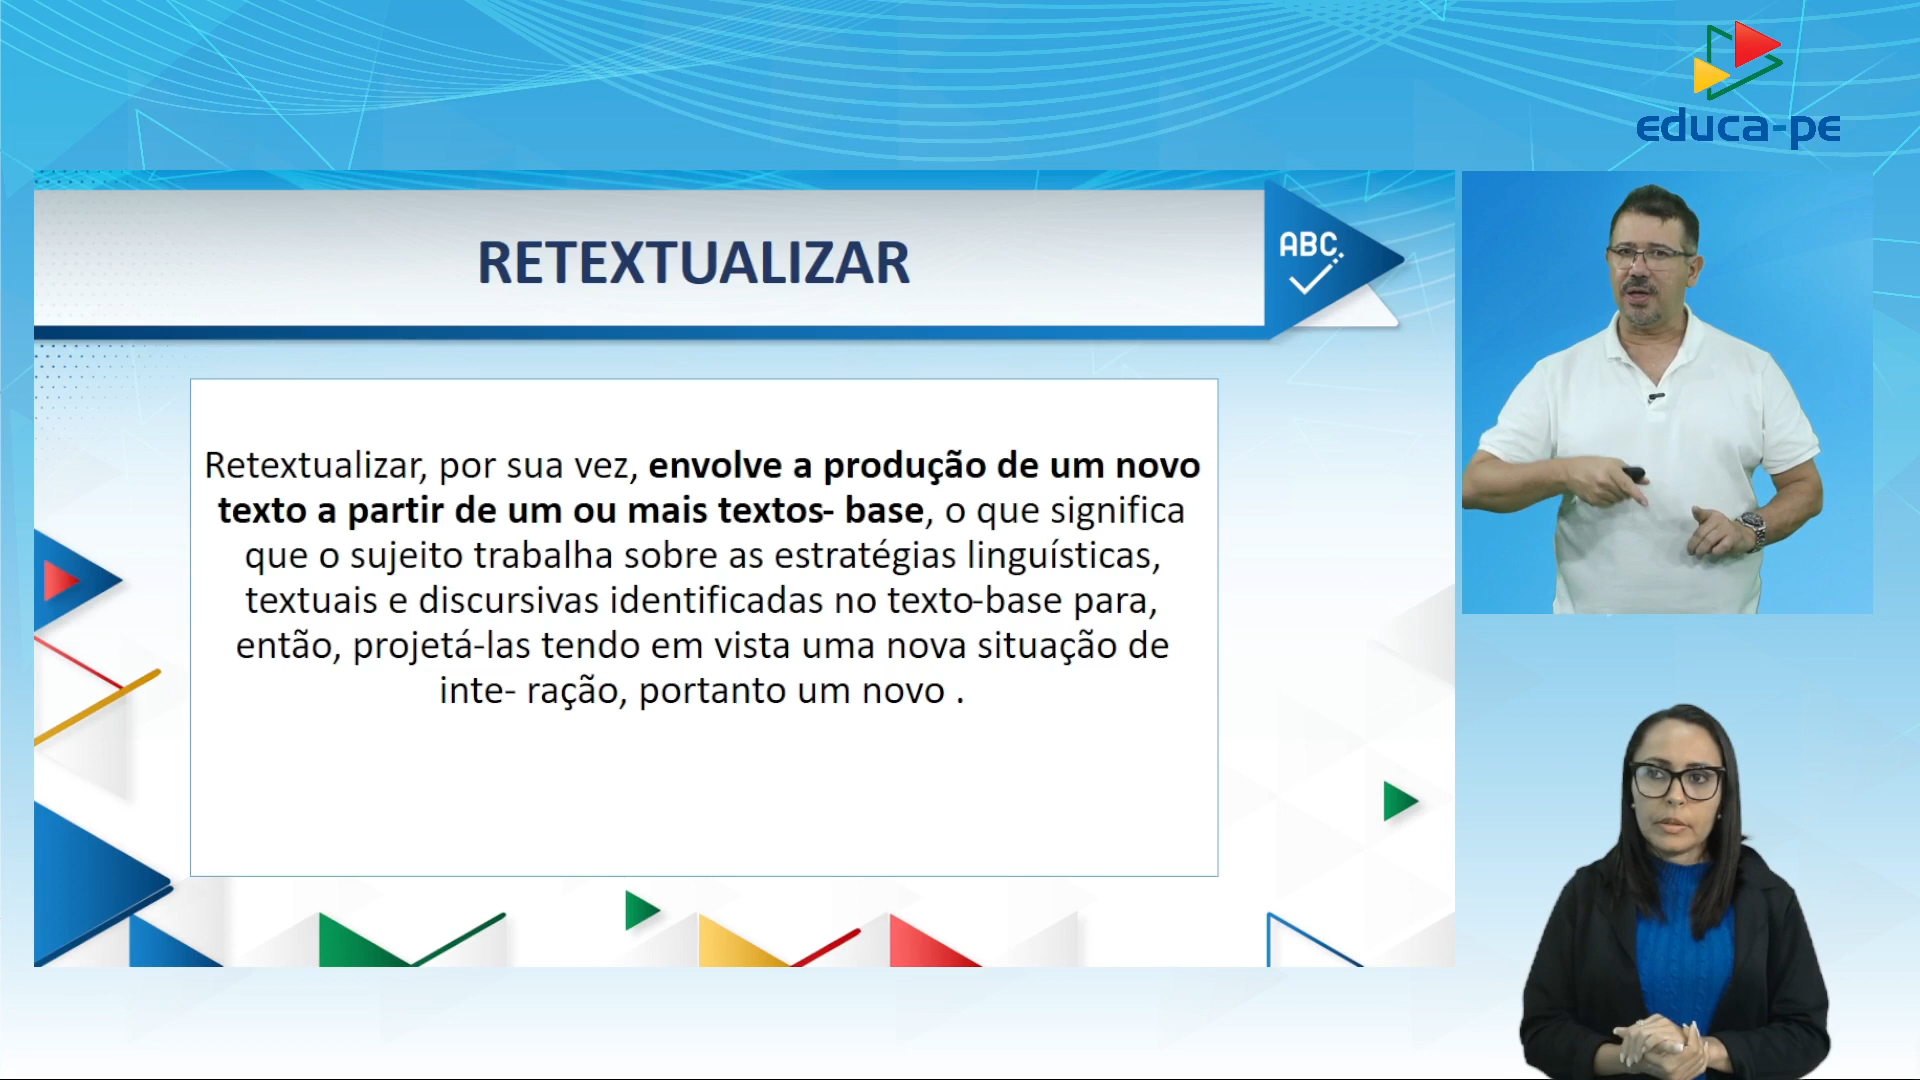 educa-pe
RETEXTUALIZAR
ABC
Retextualizar, por sua vez, envolve a produção de um novo
texto a partir de um ou mais textos- base, o que significa
que o sujeito trabalha sobre as estratégias linguísticas,
textuais e discursivas identificadas no texto-base para,
então, projetá-las tendo em vista uma nova situação de
inte- ração, portanto um novo .